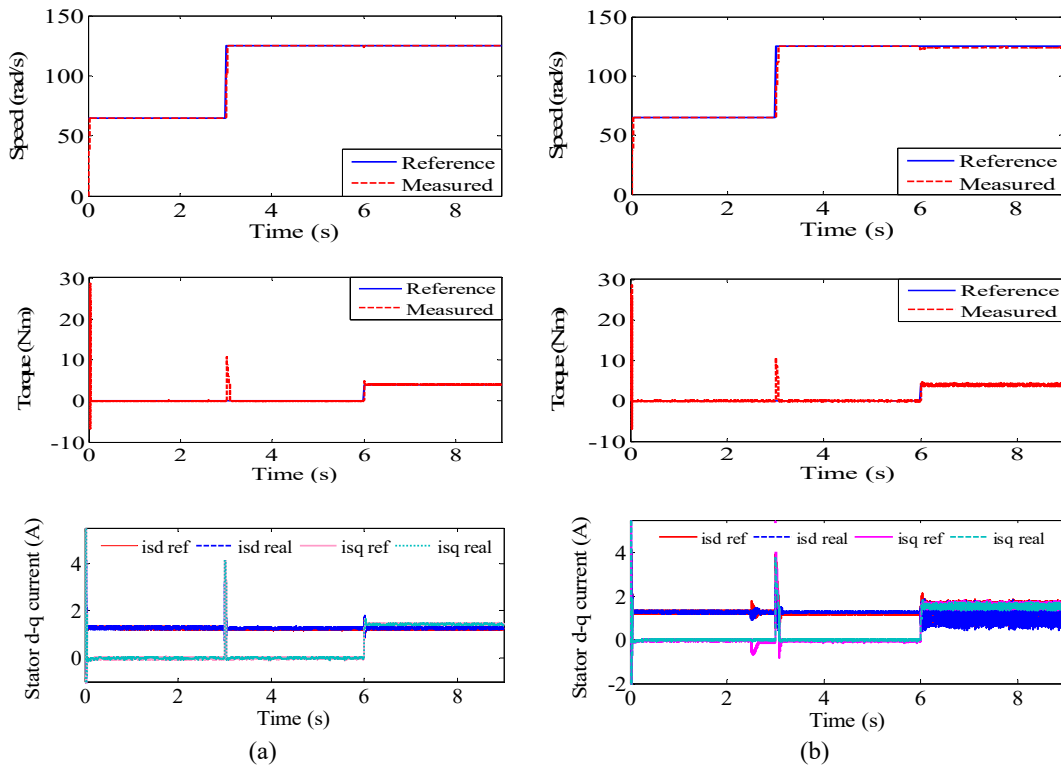 150
100
50
0
Speed (rad/s)
Reference
Measured
0 2 4 6 8
Time (s)
30
20
10
0
-10
Torque (Nm)
Reference
Measured
0 2 4 6 8
Time (s)
4
2
0
Stator d-q current (A)
isd ref isd real isq ref isq real
0 2 4 6 8
Time (s)
(a)
150
100
50
0
Speed (rad/s)
Reference
Measured
0 2 4 6 8
Time (s)
30
20
10
0
-10
Torque (Nm)
Reference
Measured
0 2 4 6 8
Time (s)
4
2
0
-2
Stator d-q current (A)
isd ref isd real isq ref isq real
0 2 4 6 8
Time (s)
(b)